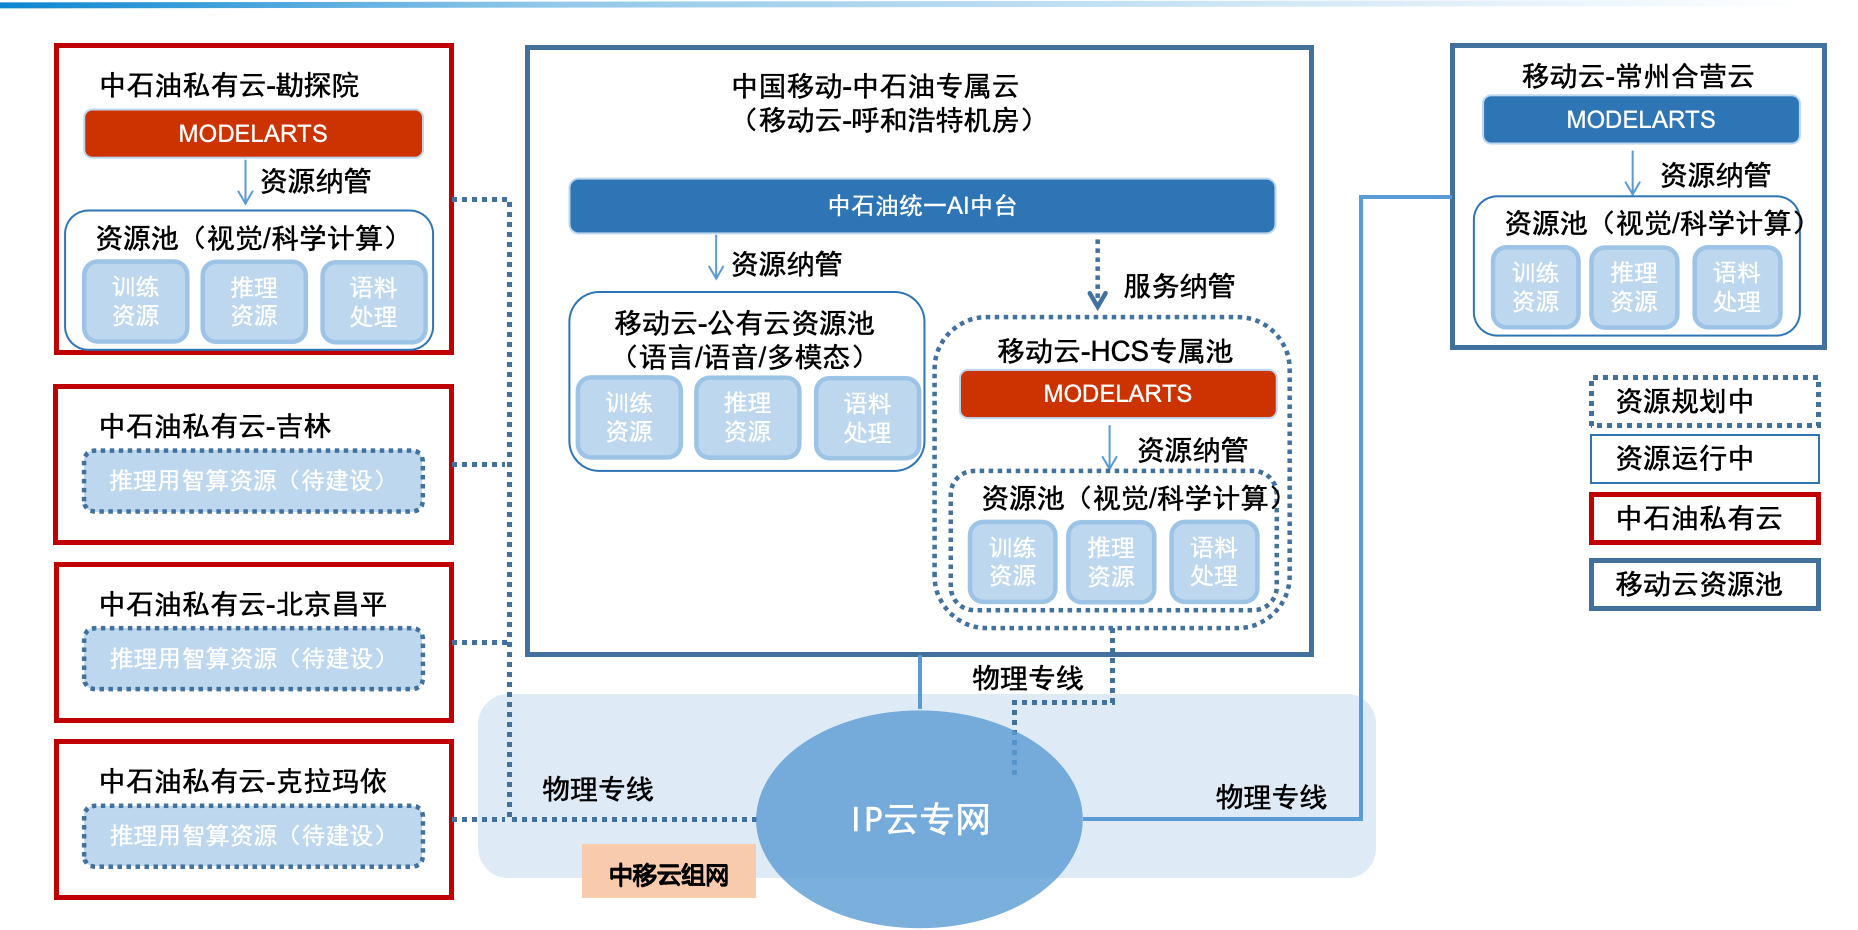 中石油私有云-勘探院
MODELARTS
资源纳管
资源池（视觉/科学计算）
训练
资源
推理
资源
语料
处理
中石油私有云-吉林
推理用智算资源（待建设）
中石油私有云-北京昌平
推理用智算资源（待建设）
中石油私有云-克拉玛依
推理用智算资源（待建设）
中国移动-中石油专属云
（移动云-呼和浩特机房）
中石油统一AI中台
资源纳管
移动云-公有云资源池
（语言/语音/多模态）
训练
资源
推理
资源
语料
处理
服务纳管
移动云-HCS专属池
MODELARTS
资源纳管
资源池（视觉/科学计算）
训练
资源
推理
资源
语料
处理
物理专线
物理专线
IP云专网
物理专线
中移云组网
移动云-常州合营云
MODELARTS
资源纳管
资源池（视觉/科学计算）
训练
资源
推理
资源
语料
处理
资源规划中
资源运行中
中石油私有云
移动云资源池